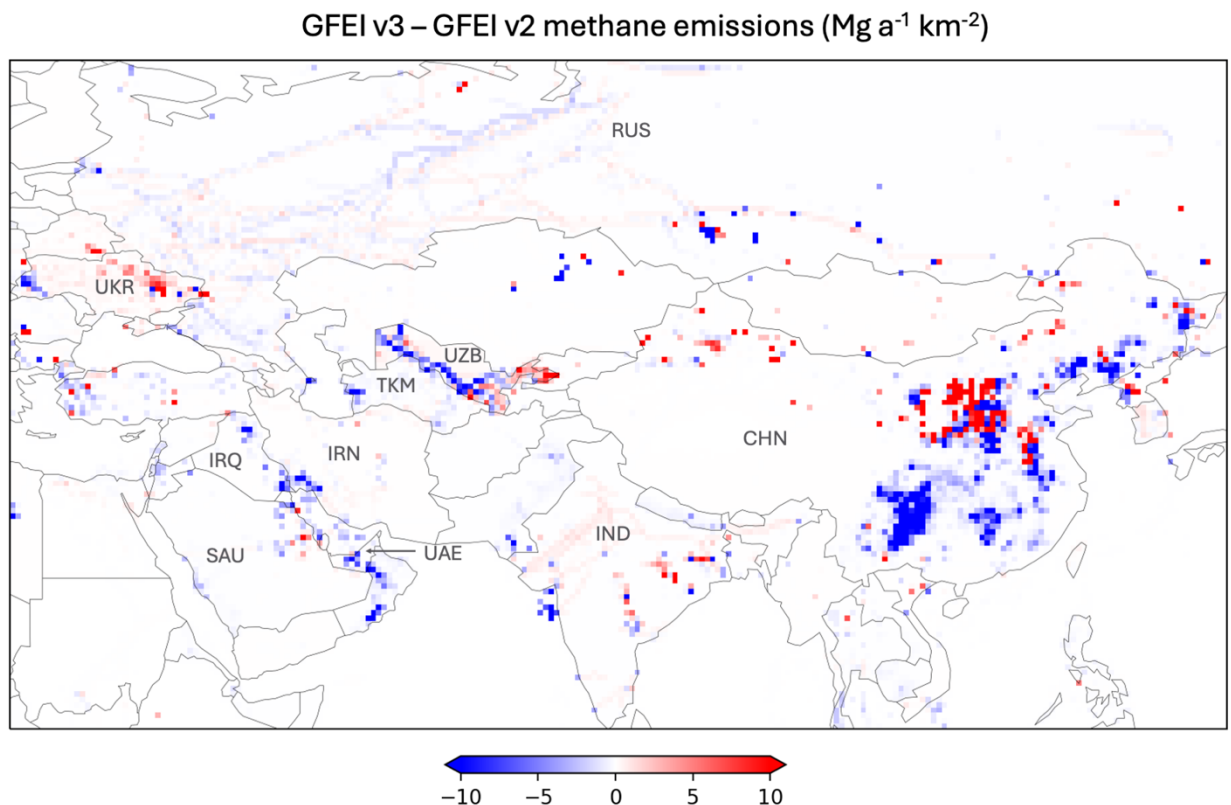 GFEI v3 – GFEI v2 methane emissions (Mg a⁻¹ km⁻²)
RUS
UKR
UZB
TKM
CHN
IRN
IRQ
IND
SAU
UAE
−10 −5 0 5 10